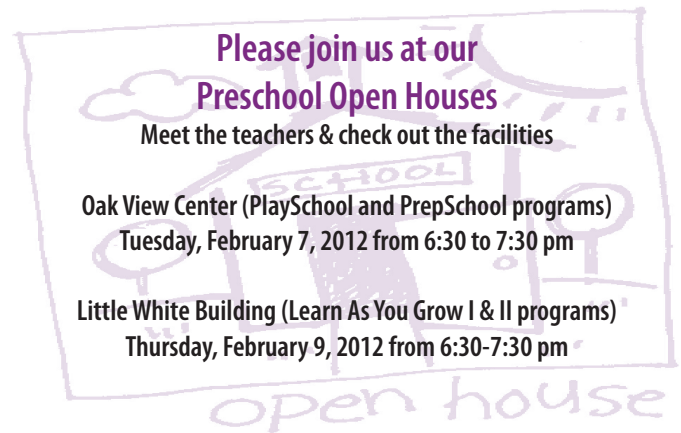 Please join us at our
Preschool Open Houses
Meet the teachers & check out the facilities
SCHOOL
Oak View Center (PlaySchool and PrepSchool programs)
Tuesday, February 7, 2012 from 6:30 to 7:30 pm
Little White Building (Learn As You Grow I & II programs)
Thursday, February 9, 2012 from 6:30-7:30 pm
open house